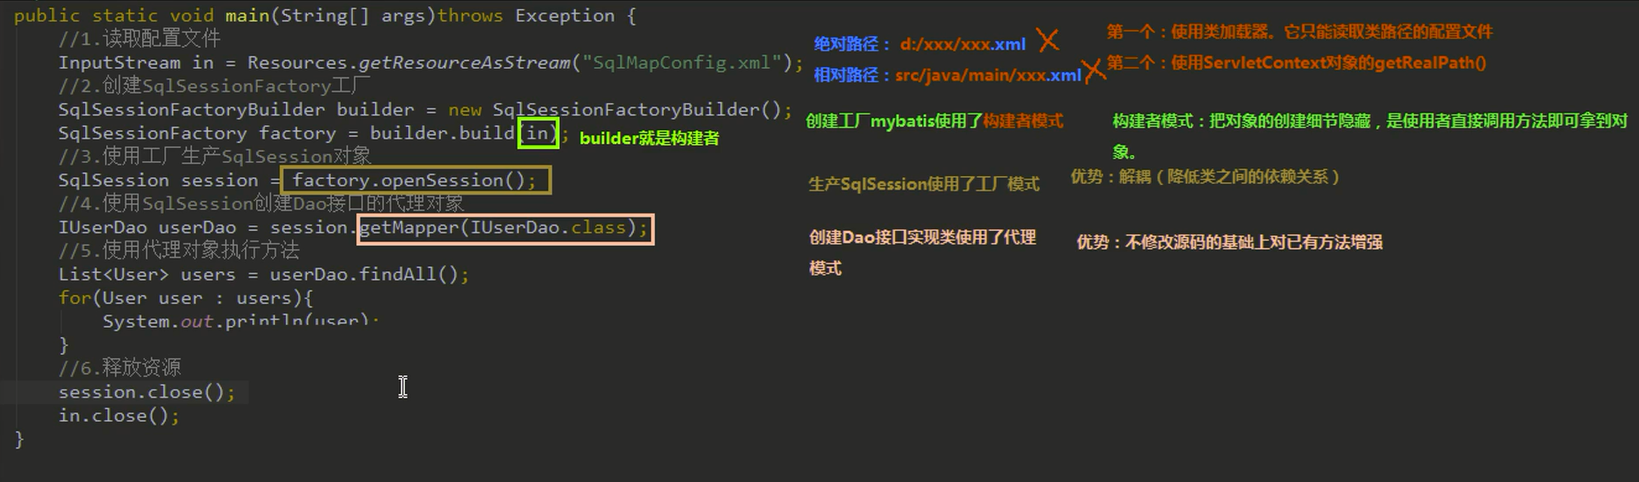 public static void main(String[] args)throws Exception {
//1.读取配置文件
绝对路径： d:/xxx/xxx.xml
第一个：使用类加载器。它只能读取类路径的配置文件
InputStream in = Resources.getResourceAsStream("SqlMapConfig.xml");
相对路径：src/java/main/xxx.xml
第二个：使用ServletContext对象的getRealPath()
//2.创建SqlSessionFactory工厂
SqlSessionFactoryBuilder builder = new SqlSessionFactoryBuilder();
创建工厂mybatis使用了构建者模式
构建者模式：把对象的创建细节隐藏，是使用者直接调用方法即可拿到对
象。
SqlSessionFactory factory = builder.build(in);
builder就是构建者
//3.使用工厂生产SqlSession对象
SqlSession session = factory.openSession();
生产SqlSession使用了工厂模式
优势：解耦（降低类之间的依赖关系）
//4.使用SqlSession创建Dao接口的代理对象
IUserDao userDao = session.getMapper(IUserDao.class);
创建Dao接口实现类使用了代理
模式
优势：不修改源码的基础上对已有方法增强
//5.使用代理对象执行方法
List<User> users = userDao.findAll();
for(User user : users){
System.out.println(user);
}
//6.释放资源
session.close();
in.close();
}